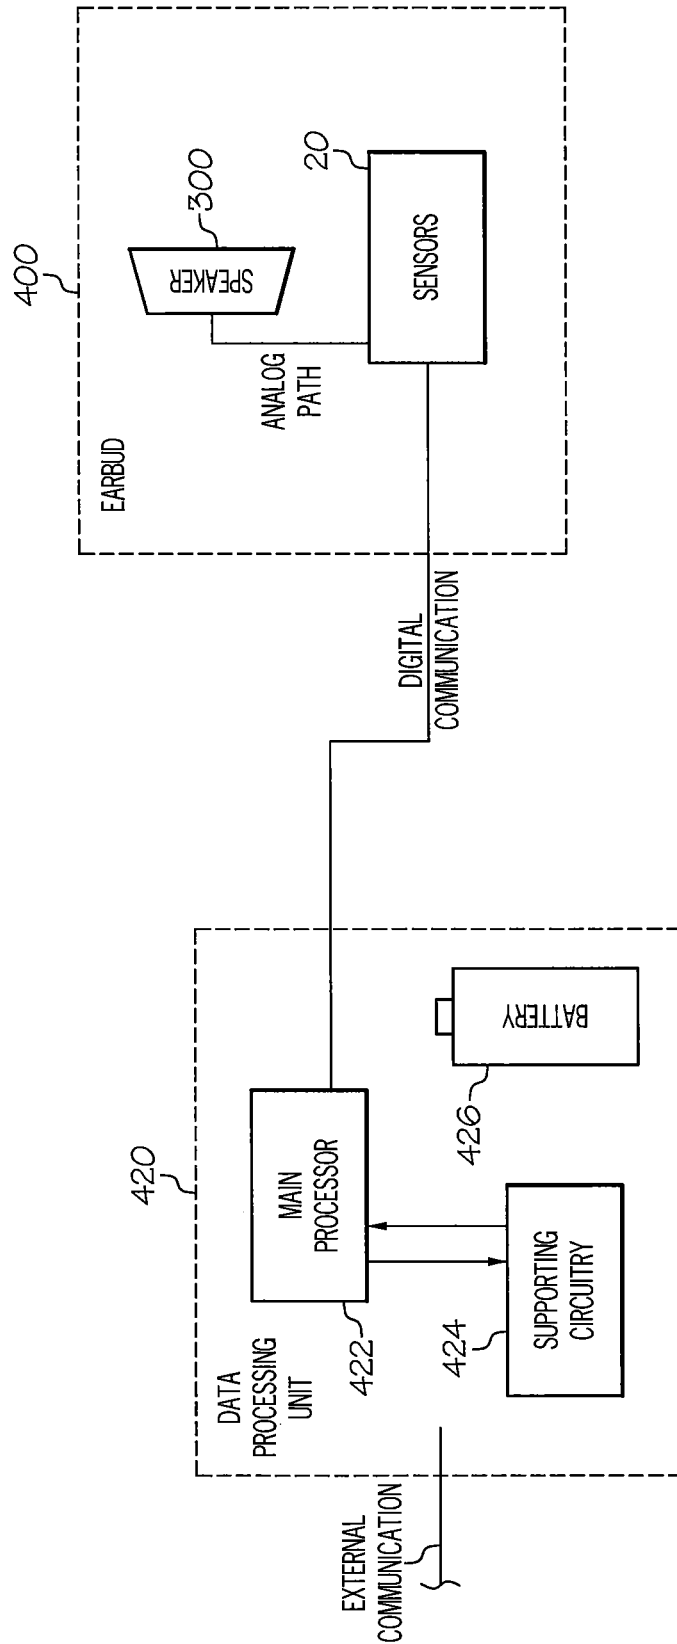 400
EARBUD
SPEAKER
300
ANALOG
PATH
20
SENSORS
DIGITAL
COMMUNICATION
420
DATA
PROCESSING
UNIT
MAIN
PROCESSOR
422
424
SUPPORTING
CIRCUITRY
426
BATTERY
EXTERNAL
COMMUNICATION